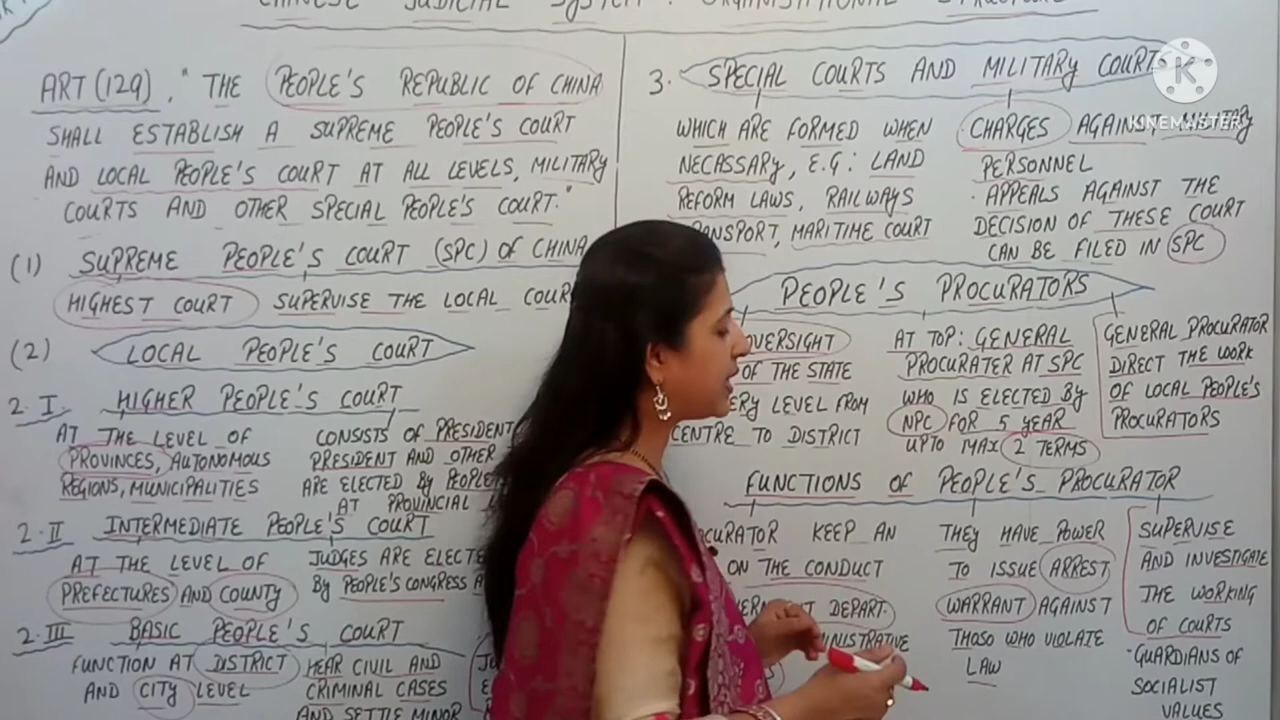 CHINESE JUDICIAL SYSTEM : ORGANISATIONAL STRUCTURE
ART (129). "THE PEOPLE'S REPUBLIC OF CHINA
SHALL ESTABLISH A SUPREME PEOPLE'S COURT
AND LOCAL PEOPLE'S COURT AT ALL LEVELS, MILITARY
COURTS AND OTHER SPECIAL PEOPLE'S COURT."
(1) SUPREME PEOPLE'S COURT (SPC) OF CHINA
HIGHEST COURT SUPERVISE THE LOCAL
(2) LOCAL PEOPLE'S COURT
2.I HIGHER PEOPLE'S COURT
AT THE LEVEL OF
PROVINCES, AUTONOMOUS
REGIONS, MUNICIPALITIES
CONSISTS OF PRESIDENT
PRESIDENT AND OTHER
ARE ELECTED BY
AT PROVINCIAL
2.II INTERMEDIATE PEOPLE'S COURT
AT THE LEVEL OF
PREFECTURES AND COUNTY
JUDGES ARE
BY PEOPLE'S CONGRESS
2.III BASIC PEOPLE'S COURT
FUNCTION AT DISTRICT
AND CITY LEVEL
HEAR CIVIL AND
CRIMINAL CASES
AND SETTLE MINOR
3. SPECIAL COURTS AND MILITARY COURTS
WHICH ARE FORMED WHEN
NECASSARY, E.G: LAND
REFORM LAWS, RAILWAYS
MARITIME COURT
CHARGES AGAINST MILITARY
PERSONNEL
· APPEALS AGAINST THE
DECISION OF THESE COURT
CAN BE FILED IN SPC
KINEMASTER
PEOPLE'S PROCURATORS
OVERSIGHT
OF THE STATE
LEVEL FROM
CENTRE TO DISTRICT
AT TOP: GENERAL
PROCURATER AT SPC
WHO IS ELECTED BY
NPC FOR 5 YEAR
UPTO MAX 2 TERMS
GENERAL PROCURATOR
DIRECT THE WORK
OF LOCAL PEOPLE'S
PROCURATORS
FUNCTIONS OF PEOPLE'S PROCURATOR
KEEP AN
ON THE CONDUCT
DEPART.
THEY HAVE POWER
TO ISSUE ARREST
WARRANT AGAINST
THOSO WHO VIOLATE
LAW
SUPERVISE
AND INVESTIGATE
THE WORKING
OF COURTS
·GUARDIANS OF
SOCIALIST
VALUES